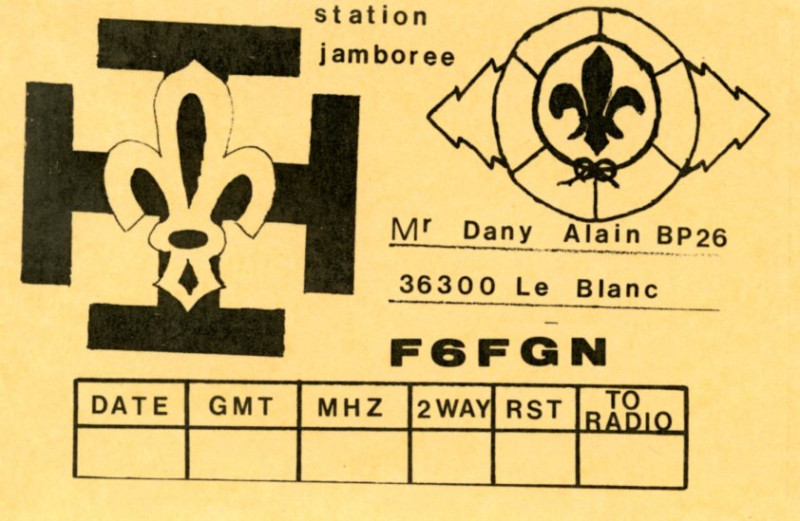 station
jamboree
Mr Dany Alain BP26
36300 Le Blanc
F6FGN
DATE GMT MHZ 2WAY RST TO RADIO